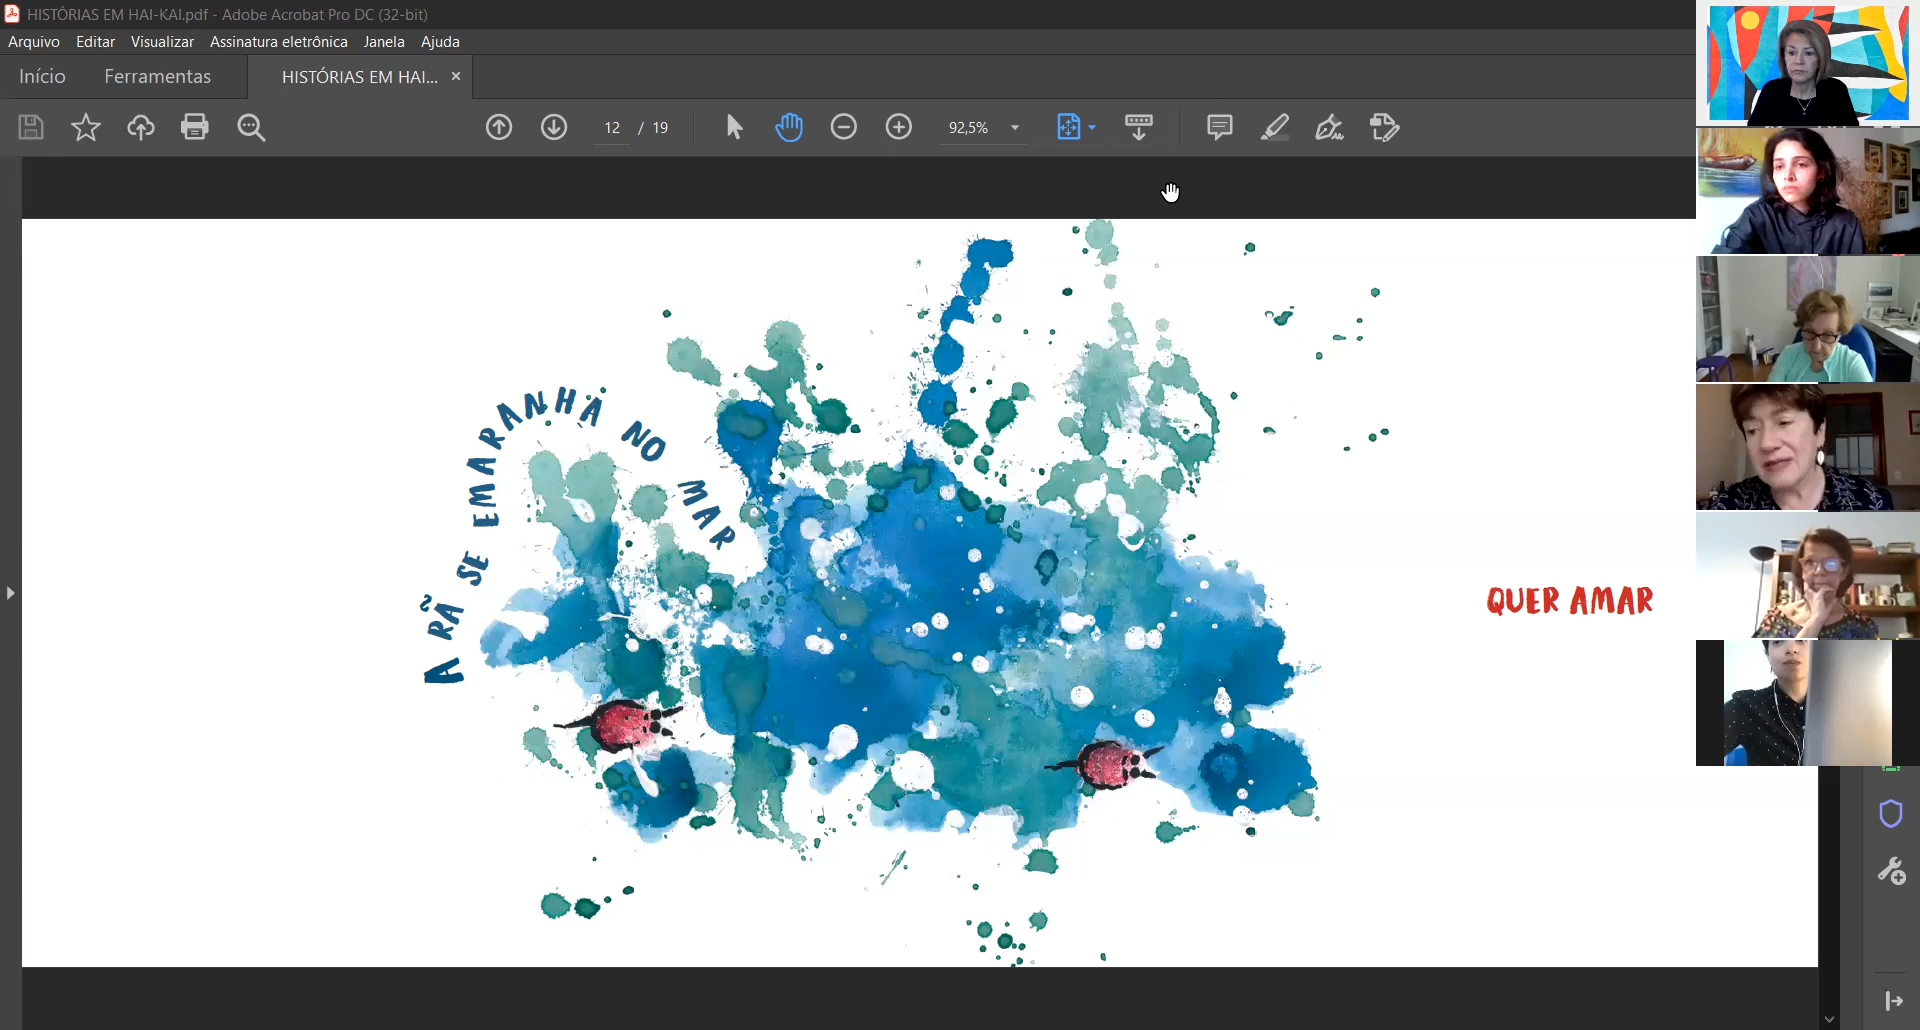 HISTÓRIAS EM HAI-KAI.pdf - Adobe Acrobat Pro DC (32-bit)
Arquivo Editar Visualizar Assinatura eletrônica Janela Ajuda
Início Ferramentas HISTÓRIAS EM HAI... ×
12 / 19 92,5%
A RÃ SE EMARANHA NO MAR
QUER AMAR